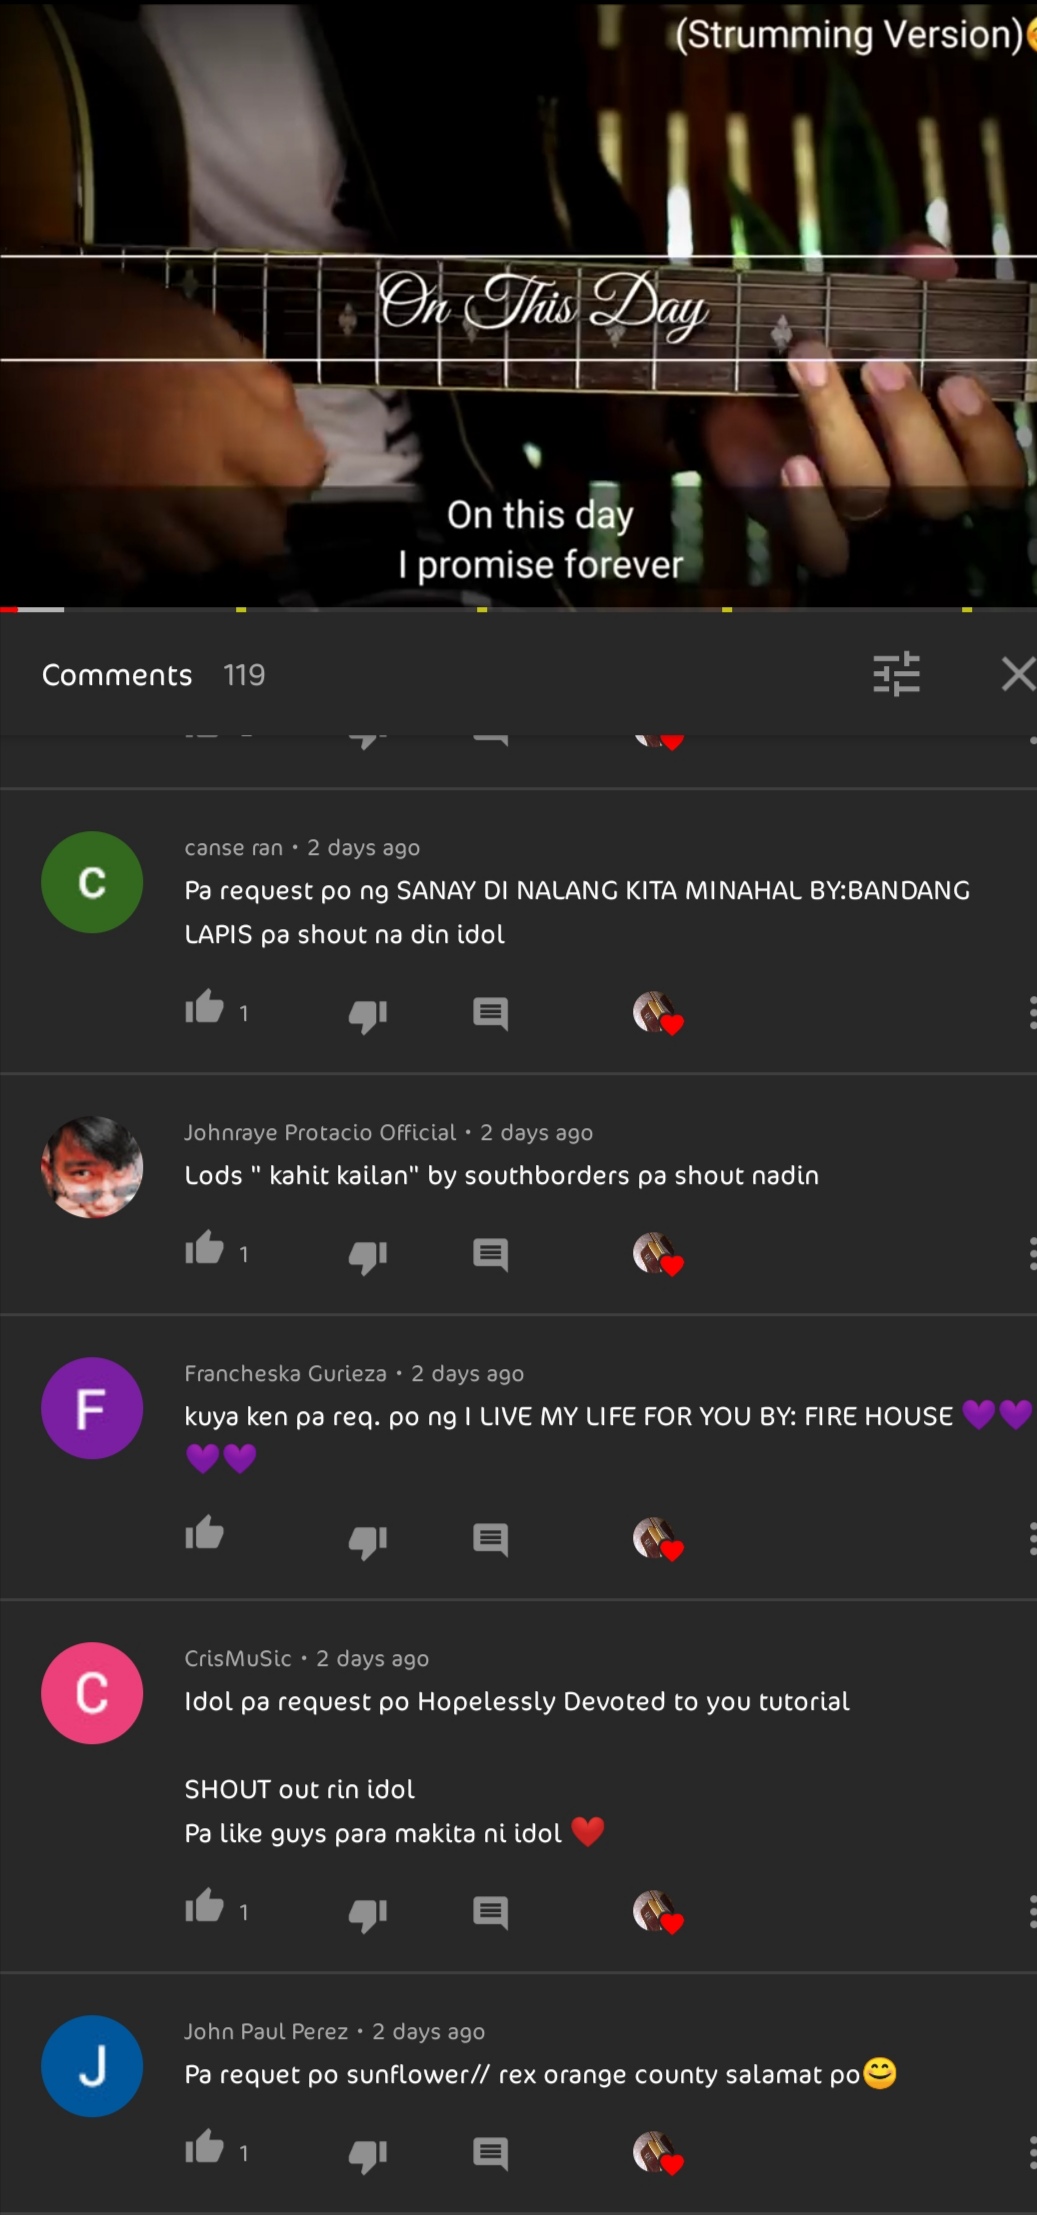 (Strumming Version)
On This Day
On this day
I promise forever
Comments 119
canse ran • 2 days ago
Pa request po ng SANAY DI NALANG KITA MINAHAL BY:BANDANG
LAPIS pa shout na din idol
1
Johnraye Protacio Official • 2 days ago
Lods " kahit kailan" by southborders pa shout nadin
1
Francheska Gurieza • 2 days ago
kuya ken pa req. po ng I LIVE MY LIFE FOR YOU BY: FIRE HOUSE 💜💜
💜💜
CrisMuSic • 2 days ago
Idol pa request po Hopelessly Devoted to you tutorial
SHOUT out rin idol
Pa like guys para makita ni idol ❤️
1
John Paul Perez • 2 days ago
Pa requet po sunflower// rex orange county salamat po😊
1
C
F
C
J